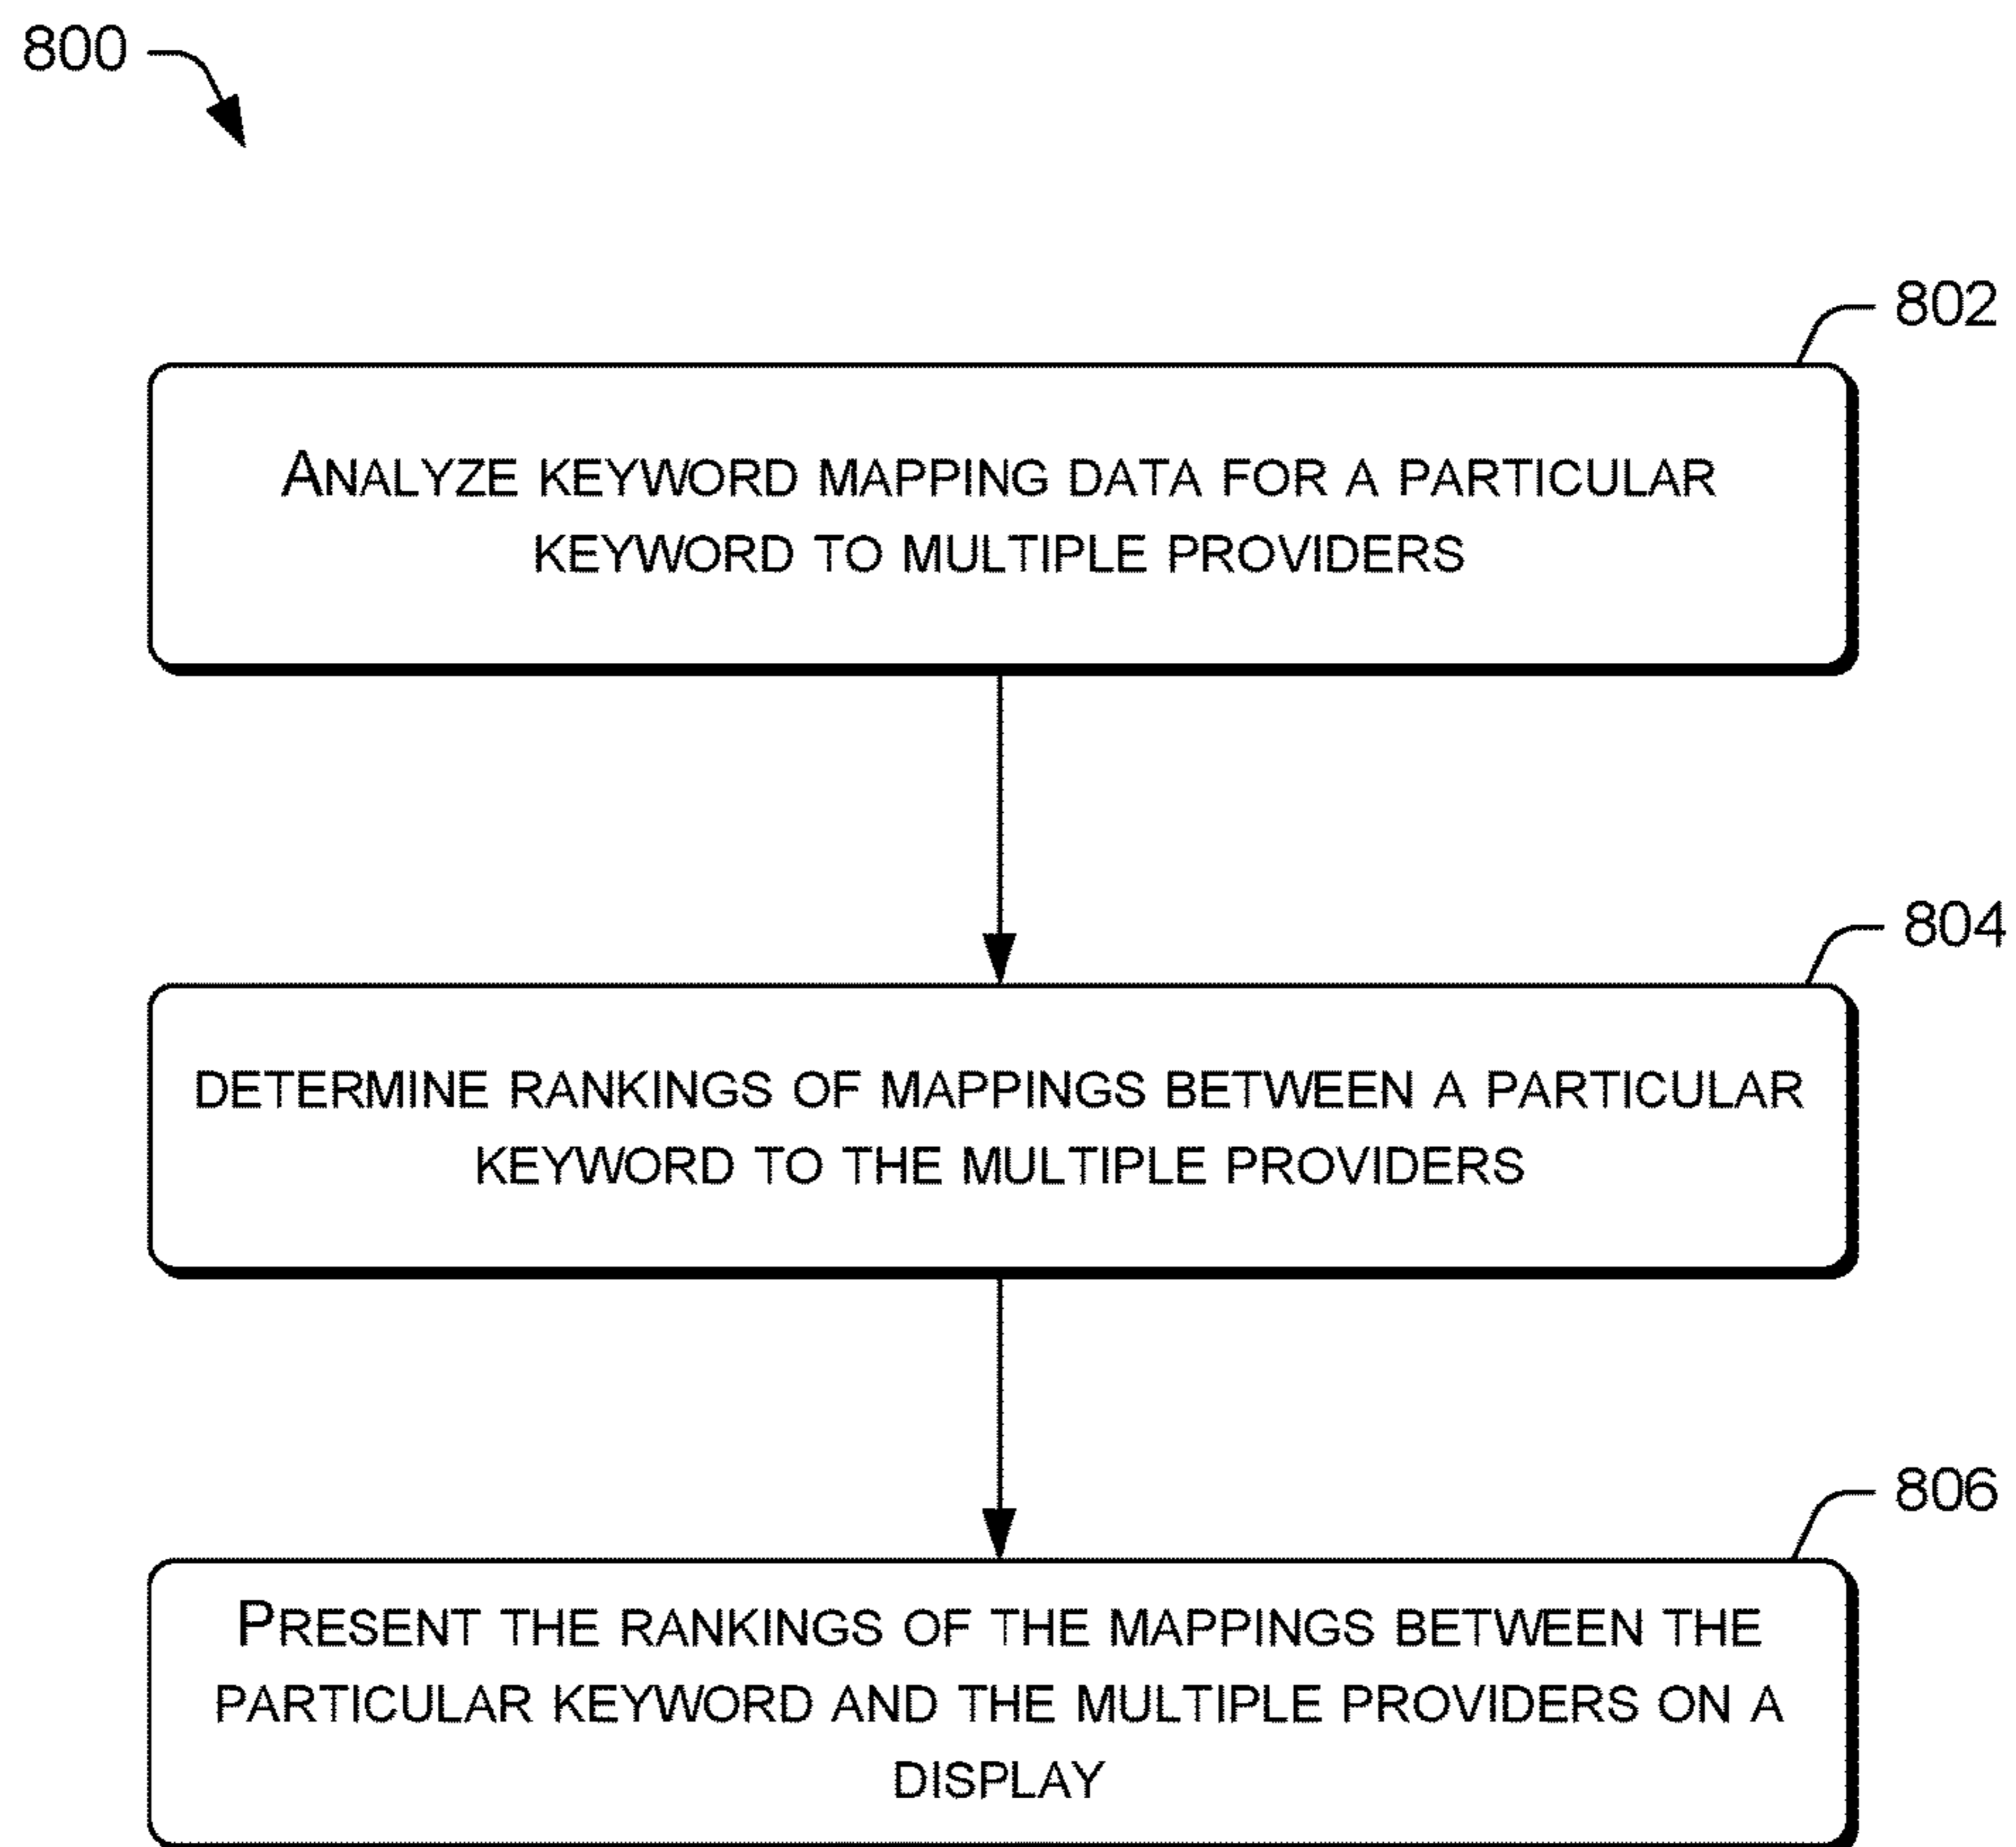 800
802
ANALYZE KEYWORD MAPPING DATA FOR A PARTICULAR
KEYWORD TO MULTIPLE PROVIDERS
804
DETERMINE RANKINGS OF MAPPINGS BETWEEN A PARTICULAR
KEYWORD TO THE MULTIPLE PROVIDERS
806
PRESENT THE RANKINGS OF THE MAPPINGS BETWEEN THE
PARTICULAR KEYWORD AND THE MULTIPLE PROVIDERS ON A
DISPLAY